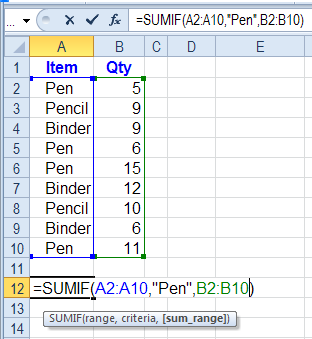 ... fx =SUMIF(A2:A10,"Pen",B2:B10)
A B C D E
1 Item Qty
2 Pen 5
3 Pencil 9
4 Binder 9
5 Pen 6
6 Pen 15
7 Binder 12
8 Pencil 10
9 Binder 6
10 Pen 11
11
12 =SUMIF(A2:A10,"Pen",B2:B10)
13 SUMIF(range, criteria, [sum_range])
14